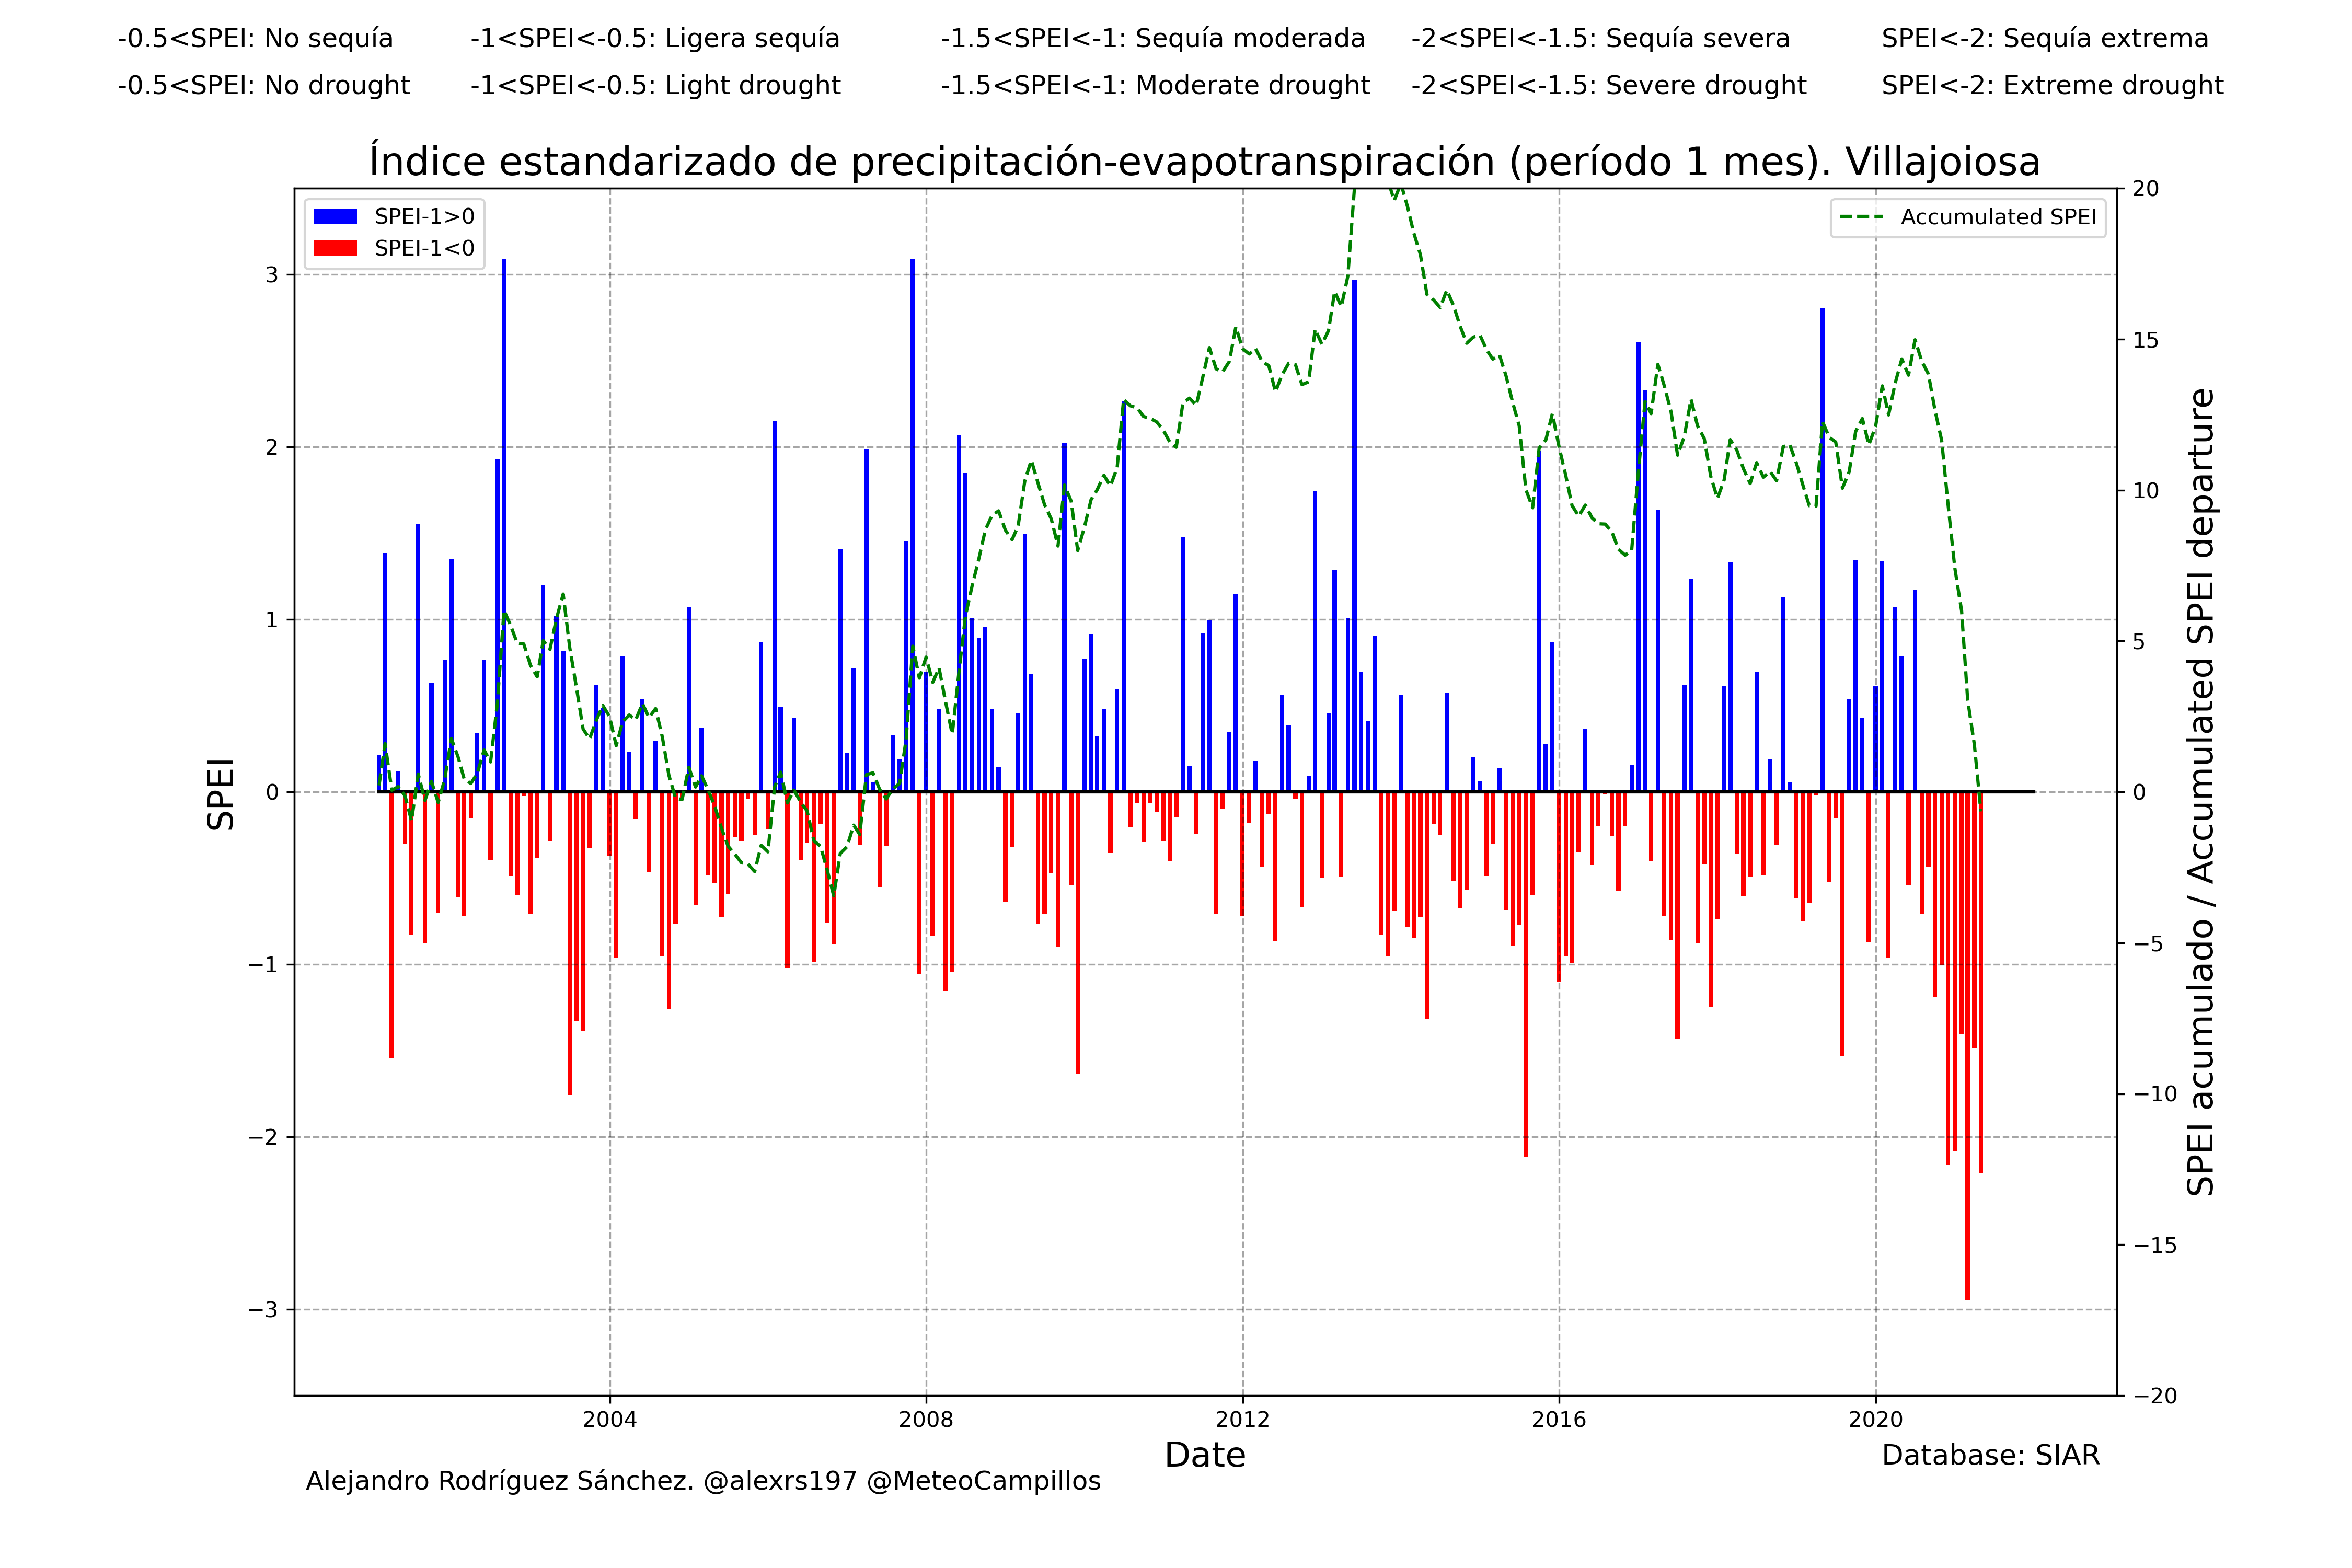 -0.5<SPEI: No sequía -1<SPEI<-0.5: Ligera sequía -1.5<SPEI<-1: Sequía moderada -2<SPEI<-1.5: Sequía severa SPEI<-2: Sequía extrema
-0.5<SPEI: No drought -1<SPEI<-0.5: Light drought -1.5<SPEI<-1: Moderate drought -2<SPEI<-1.5: Severe drought SPEI<-2: Extreme drought
Índice estandarizado de precipitación-evapotranspiración (período 1 mes). Villajoiosa
SPEI-1>0
SPEI-1<0
Accumulated SPEI
SPEI
3
2
1
0
−1
−2
−3
20
15
10
5
0
−5
−10
−15
−20
SPEI acumulado / Accumulated SPEI departure
2004 2008 2012 2016 2020
Date
Database: SIAR
Alejandro Rodríguez Sánchez. @alexrs197 @MeteoCampillos